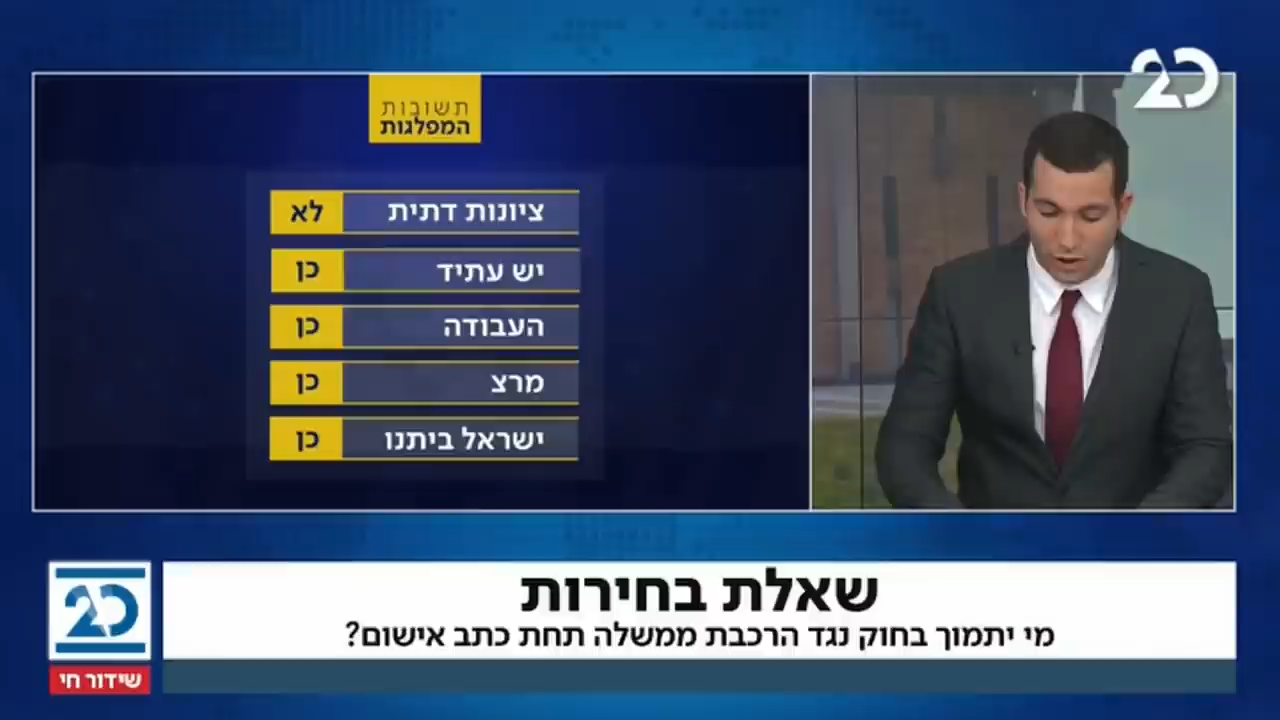 20
תשובות
המפלגות
ציונות דתית לא
יש עתיד כן
העבודה כן
מרצ כן
ישראל ביתנו כן
שאלת בחירות
מי יתמוך בחוק נגד הרכבת ממשלה תחת כתב אישום?
20
שידור חי